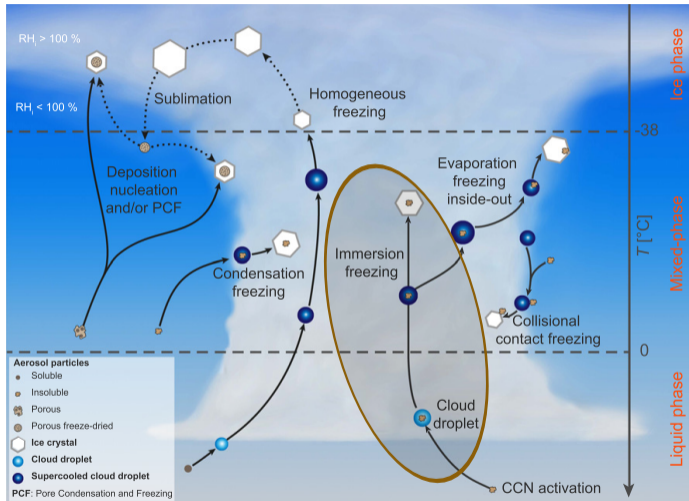 RHi > 100 %
RHi < 100 %
Sublimation
Homogeneous
freezing
Deposition
nucleation
and/or PCF
Condensation
freezing
Immersion
freezing
Evaporation
freezing
inside-out
Collisional
contact freezing
Cloud
droplet
CCN activation
-38
0
T [°C]
Ice phase
Mixed-phase
Liquid phase
Aerosol particles
Soluble
Insoluble
Porous
Porous freeze-dried
Ice crystal
Cloud droplet
Supercooled cloud droplet
PCF: Pore Condensation and Freezing